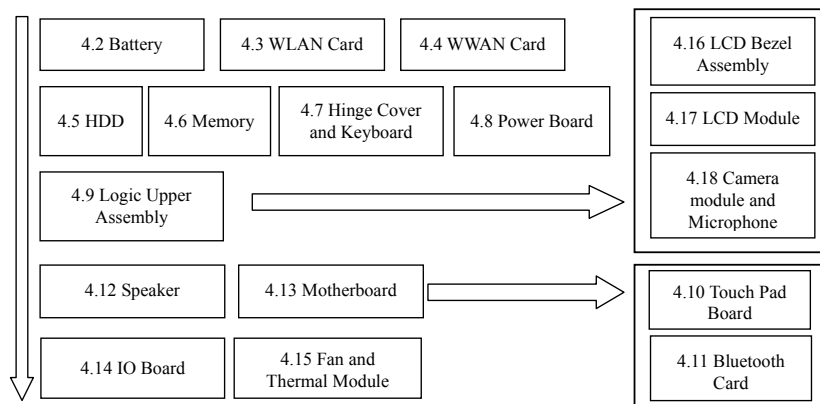 4.2 Battery
4.3 WLAN Card
4.4 WWAN Card
4.5 HDD
4.6 Memory
4.7 Hinge Cover
and Keyboard
4.8 Power Board
4.9 Logic Upper
Assembly
4.16 LCD Bezel
Assembly
4.17 LCD Module
4.18 Camera
module and
Microphone
4.12 Speaker
4.13 Motherboard
4.14 IO Board
4.15 Fan and
Thermal Module
4.10 Touch Pad
Board
4.11 Bluetooth
Card